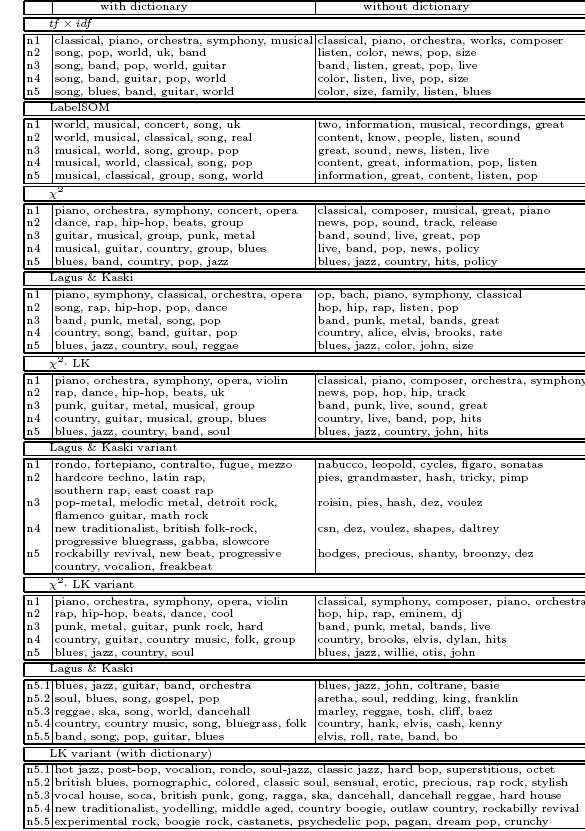 with dictionary without dictionary
tf × idf
n1 classical, piano, orchestra, symphony, musical classical, piano, orchestra, works, composer
n2 song, pop, world, uk, band listen, color, news, pop, size
n3 song, band, pop, world, guitar band, listen, great, pop, live
n4 song, band, guitar, pop, world color, listen, live, pop, size
n5 song, blues, band, guitar, world color, size, family, listen, blues
LabelSOM
n1 world, musical, concert, song, uk two, information, musical, recordings, great
n2 world, musical, classical, song, real content, know, people, listen, sound
n3 musical, world, song, group, pop great, sound, news, listen, live
n4 musical, world, classical, song, pop content, great, information, pop, listen
n5 musical, classical, group, song, world information, great, content, listen, pop
χ²
n1 piano, orchestra, symphony, concert, opera classical, composer, musical, great, piano
n2 dance, rap, hip-hop, beats, group news, pop, sound, track, release
n3 guitar, musical, group, punk, metal band, sound, live, great, pop
n4 musical, guitar, country, group, blues live, band, pop, news, policy
n5 blues, band, country, pop, jazz blues, jazz, country, hits, policy
Lagus & Kaski
n1 piano, symphony, classical, orchestra, opera op, bach, piano, symphony, classical
n2 song, rap, hip-hop, pop, dance hop, hip, rap, listen, pop
n3 band, punk, metal, song, pop band, punk, metal, bands, great
n4 country, song, band, guitar, pop country, alice, elvis, brooks, rate
n5 blues, jazz, country, soul, reggae blues, jazz, color, john, size
χ²· LK
n1 piano, orchestra, symphony, opera, violin classical, piano, composer, orchestra, symphony
n2 rap, dance, hip-hop, beats, uk news, pop, hop, hip, track
n3 punk, guitar, metal, musical, group band, punk, live, sound, great
n4 country, guitar, musical, group, blues country, live, band, pop, hits
n5 blues, jazz, country, band, soul blues, jazz, country, john, hits
Lagus & Kaski variant
n1 rondo, fortepiano, contralto, fugue, mezzo nabucco, leopold, cycles, figaro, sonatas
n2 hardcore techno, latin rap, pies, grandmaster, hash, tricky, pimp
southern rap, east coast rap
n3 pop-metal, melodic metal, detroit rock, roisin, pies, hash, dez, voulez
flamenco guitar, math rock
n4 new traditionalist, british folk-rock, csn, dez, voulez, shapes, daltrey
progressive bluegrass, gabba, slowcore
n5 rockabilly revival, new beat, progressive hodges, precious, shanty, broonzy, dez
country, vocalion, freakbeat
χ²· LK variant
n1 piano, orchestra, symphony, opera, violin classical, symphony, composer, piano, orchestra
n2 rap, hip-hop, beats, dance, cool hop, hip, rap, eminem, dj
n3 punk, metal, guitar, punk rock, hard band, punk, metal, bands, live
n4 country, guitar, country music, folk, group country, brooks, elvis, dylan, hits
n5 blues, jazz, country, soul blues, jazz, willie, otis, john
Lagus & Kaski
n5.1 blues, jazz, guitar, band, orchestra blues, jazz, john, coltrane, basie
n5.2 soul, blues, song, gospel, pop aretha, soul, redding, king, franklin
n5.3 reggae, ska, song, world, dancehall marley, reggae, tosh, cliff, baez
n5.4 country, country music, song, bluegrass, folk country, hank, elvis, cash, kenny
n5.5 band, song, pop, guitar, blues elvis, roll, rate, band, bo
LK variant (with dictionary)
n5.1 hot jazz, post-bop, vocalion, rondo, soul-jazz, classic jazz, hard bop, superstitious, octet
n5.2 british blues, pornographic, colored, classic soul, sensual, erotic, precious, rap rock, stylish
n5.3 vocal house, soca, british punk, gong, ragga, ska, dancehall, dancehall reggae, hard house
n5.4 new traditionalist, yodelling, middle aged, country boogie, outlaw country, rockabilly revival
n5.5 experimental rock, boogie rock, castanets, psychedelic pop, pagan, dream pop, crunchy